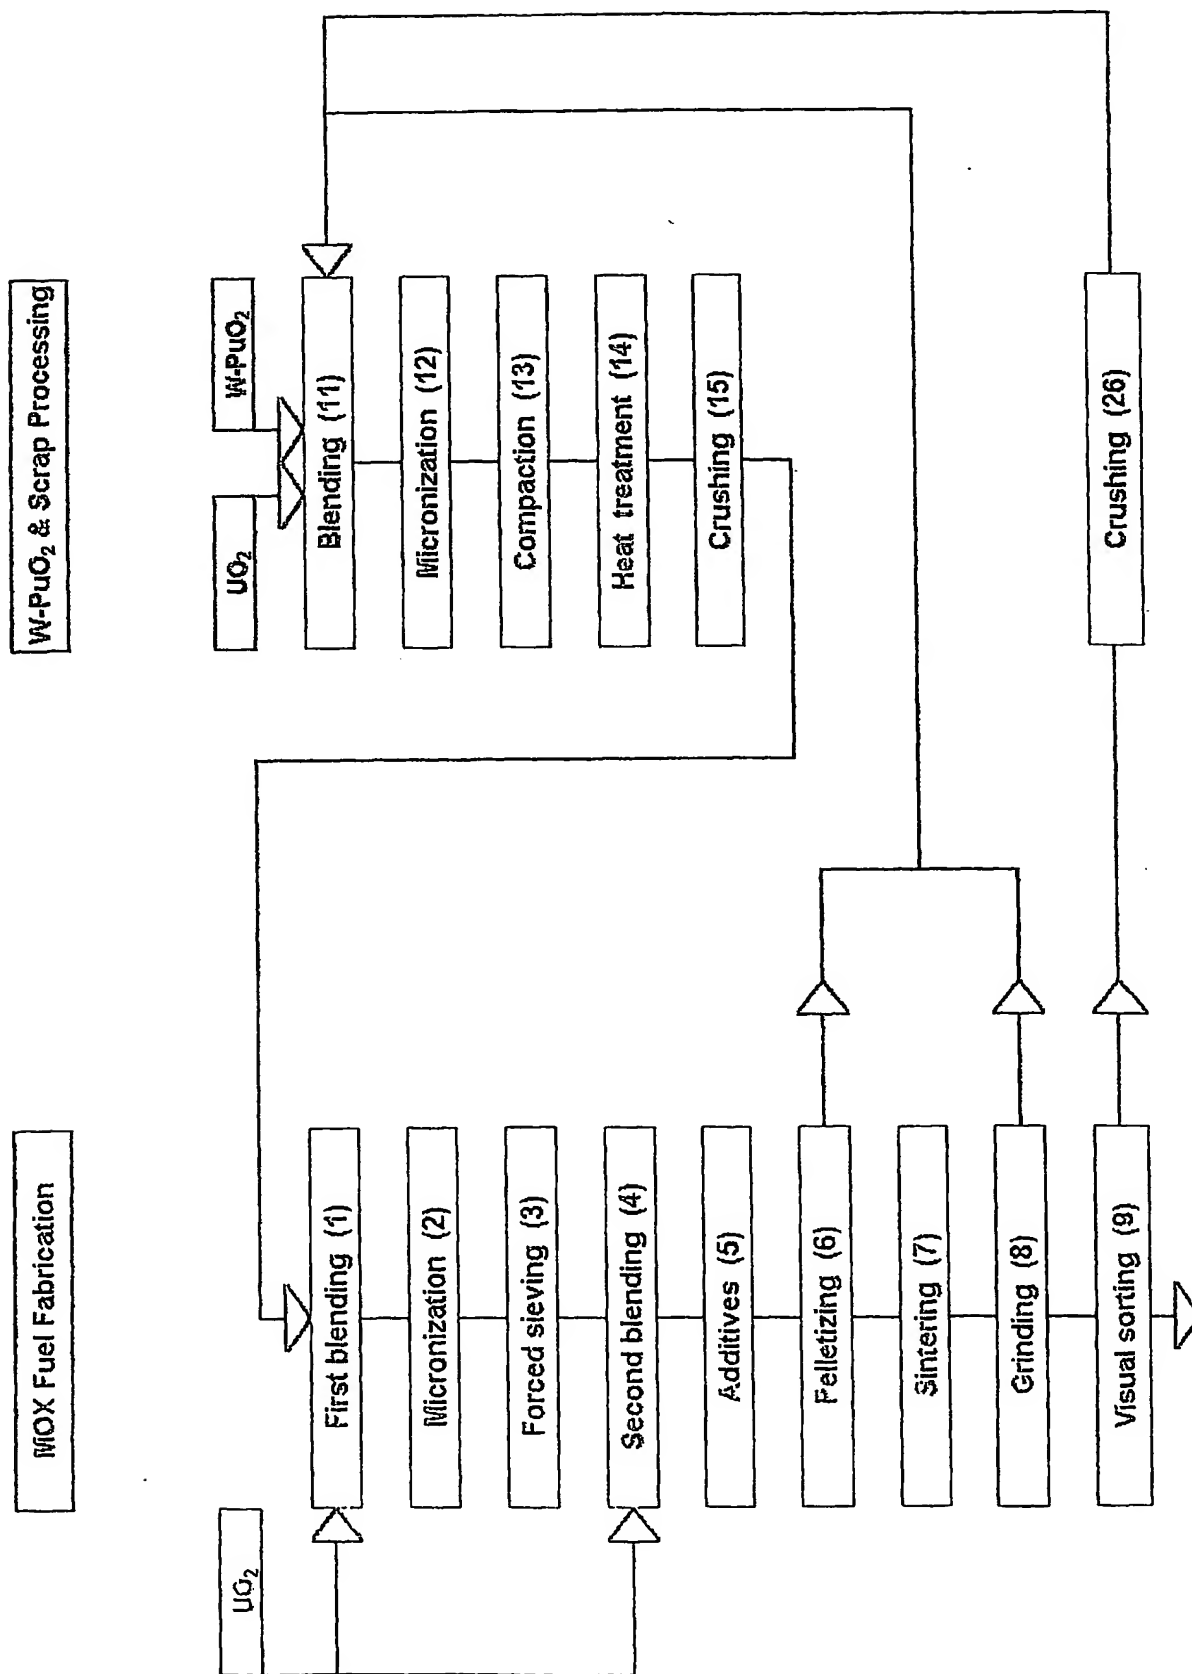 MOX Fuel Fabrication
W-PuO₂ & Scrap Processing
UO₂
First blending (1)
Micronization (2)
Forced sieving (3)
Second blending (4)
Additives (5)
Pelletizing (6)
Sintering (7)
Grinding (8)
Visual sorting (9)
UO₂
W-PuO₂
Blending (11)
Micronization (12)
Compaction (13)
Heat treatment (14)
Crushing (15)
Crushing (26)